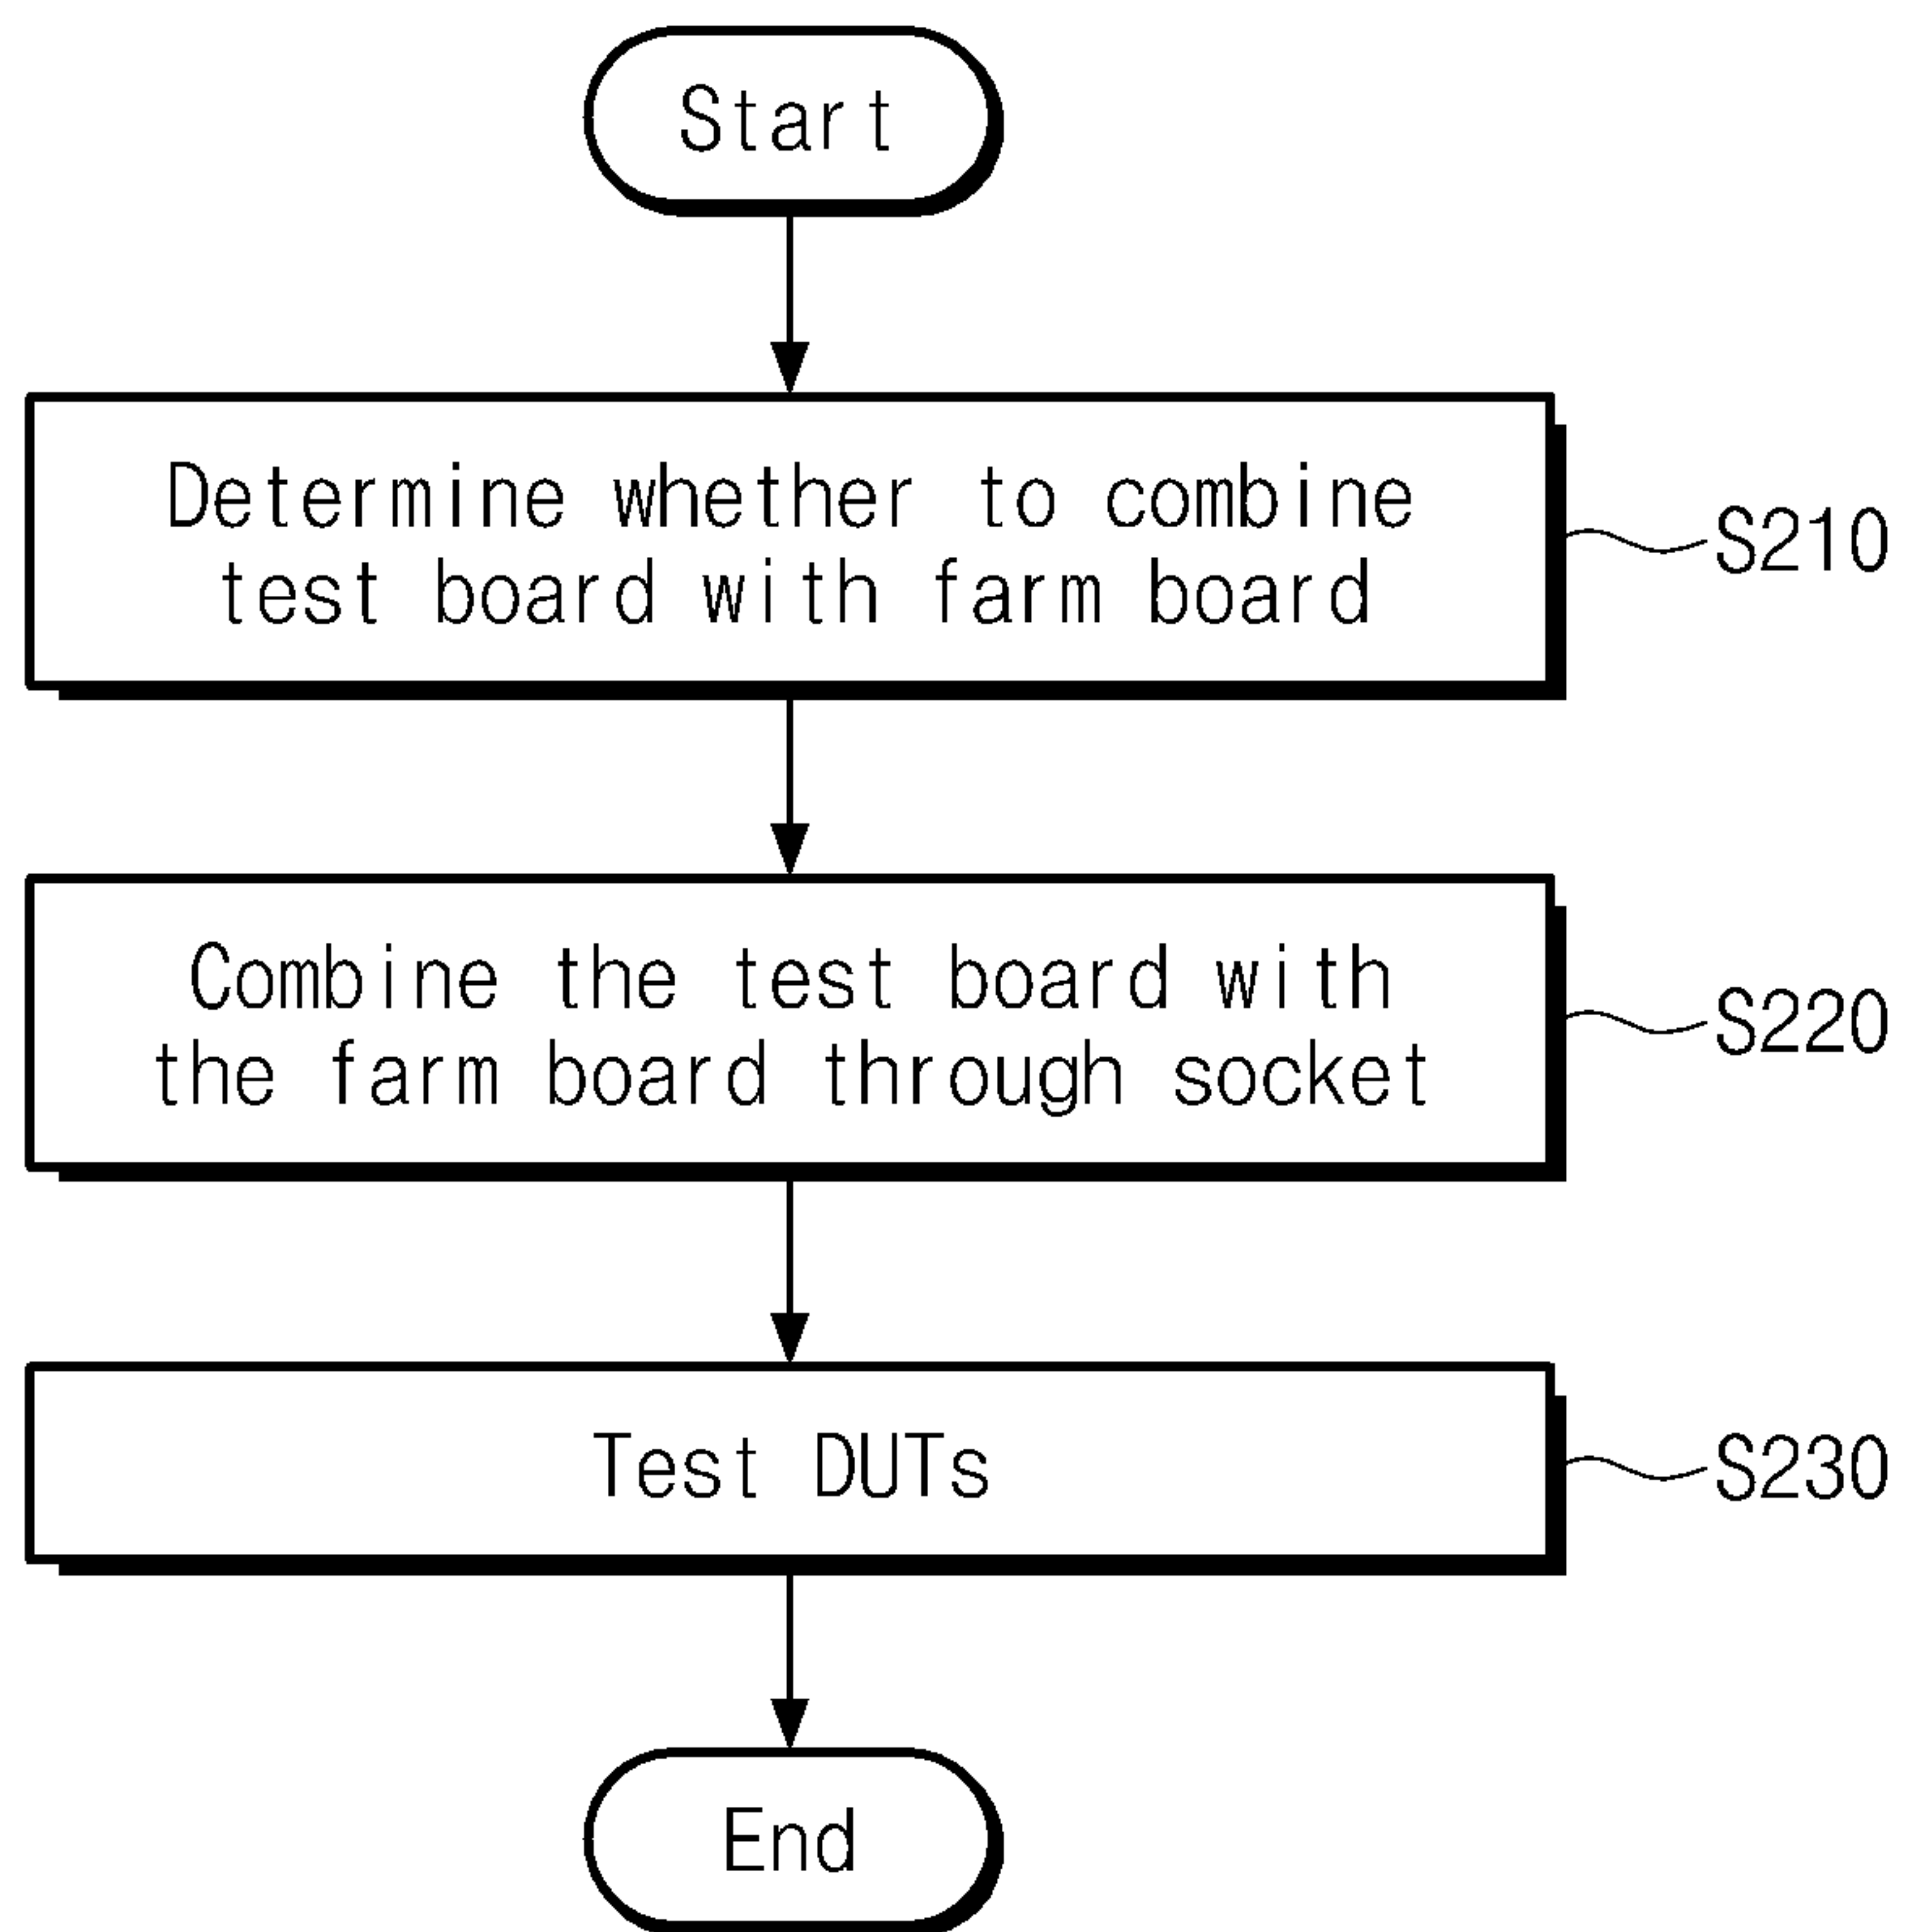 Start
Determine whether to combine
test board with farm board
S210
Combine the test board with
the farm board through socket
S220
Test DUTs
S230
End